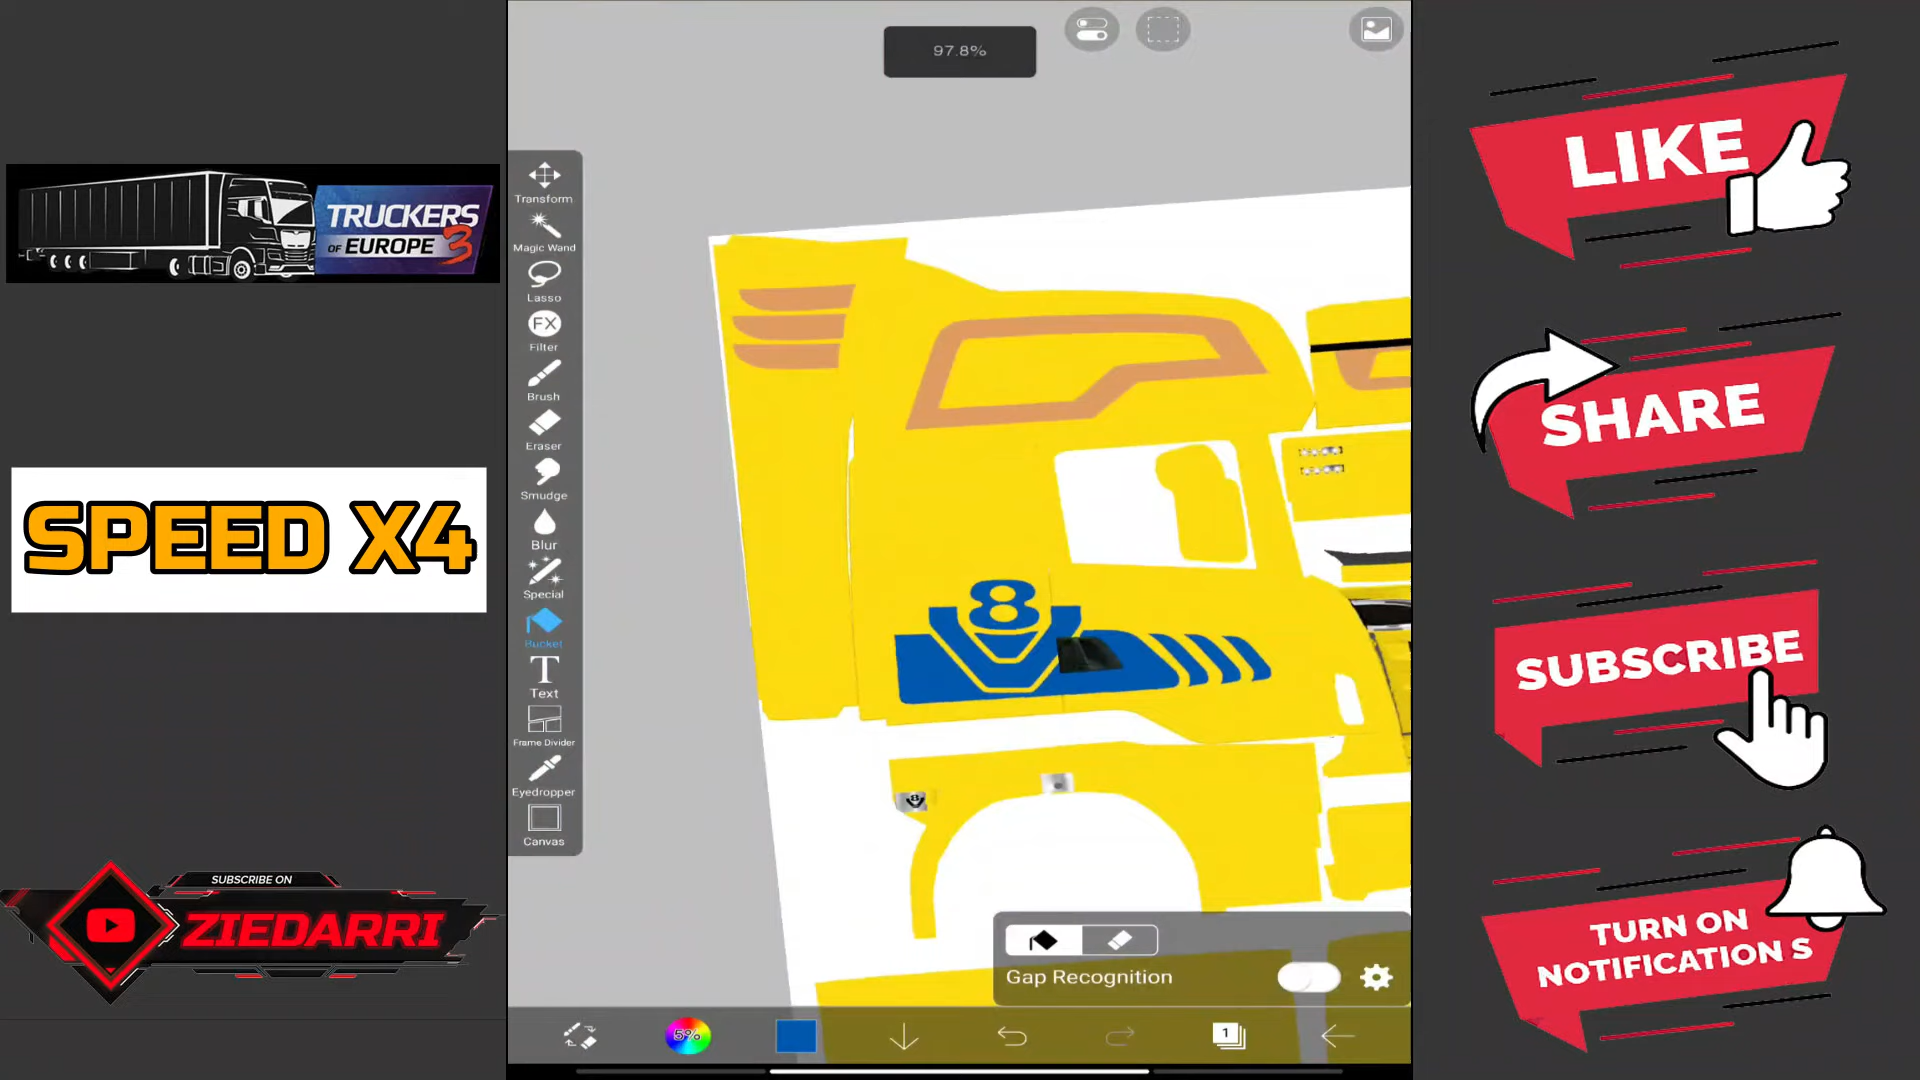 TRUCKERS
OF EUROPE 3
SPEED X4
SUBSCRIBE ON
ZIEDARRI
97.8%
Transform
Magic Wand
Lasso
FX
Filter
Brush
Eraser
Smudge
Blur
Special
Bucket
T
Text
Frame Divider
Eyedropper
Canvas
8
V
8
V
Gap Recognition
5%
1
LIKE
SHARE
SUBSCRIBE
TURN ON
NOTIFICATION S